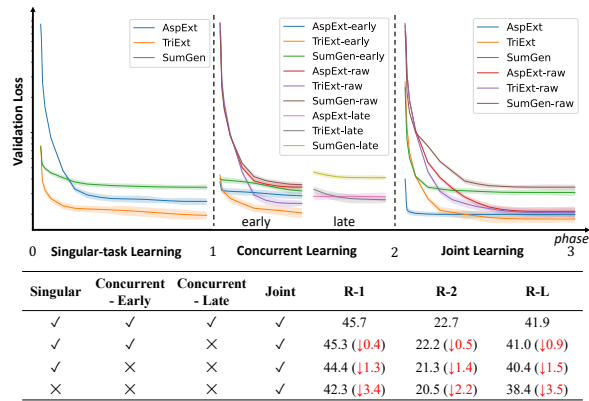 Validation Loss
AspExt
TriExt
SumGen
AspExt-early
TriExt-early
SumGen-early
AspExt-raw
TriExt-raw
SumGen-raw
AspExt-late
TriExt-late
SumGen-late
AspExt
TriExt
SumGen
AspExt-raw
TriExt-raw
SumGen-raw
early late
phase
0 Singular-task Learning 1 Concurrent Learning 2 Joint Learning 3
Singular Concurrent - Early Concurrent - Late Joint R-1 R-2 R-L
✓ ✓ ✓ ✓ 45.7 22.7 41.9
✓ ✓ × ✓ 45.3 (↓0.4) 22.2 (↓0.5) 41.0 (↓0.9)
✓ × × ✓ 44.4 (↓1.3) 21.3 (↓1.4) 40.4 (↓1.5)
× × × ✓ 42.3 (↓3.4) 20.5 (↓2.2) 38.4 (↓3.5)